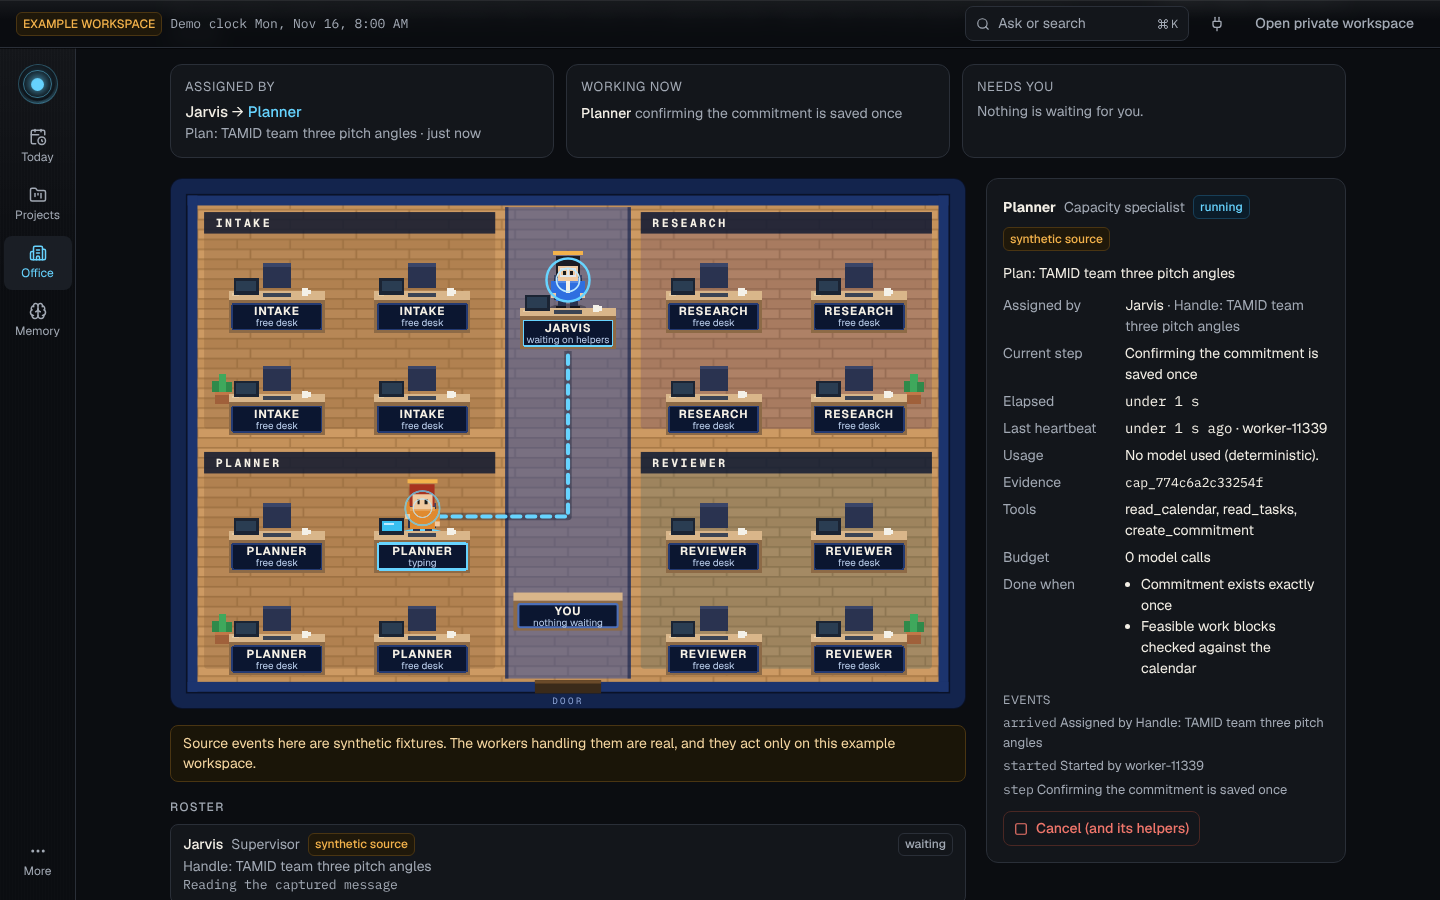 EXAMPLE WORKSPACE Demo clock Mon, Nov 16, 8:00 AM
Ask or search ⌘K
Open private workspace
Today
Projects
Office
Memory
More
ASSIGNED BY
Jarvis → Planner
Plan: TAMID team three pitch angles · just now
WORKING NOW
Planner confirming the commitment is saved once
NEEDS YOU
Nothing is waiting for you.
INTAKE
INTAKE
free desk
INTAKE
free desk
INTAKE
free desk
INTAKE
free desk
JARVIS
waiting on helpers
RESEARCH
RESEARCH
free desk
RESEARCH
free desk
RESEARCH
free desk
RESEARCH
free desk
PLANNER
PLANNER
free desk
PLANNER
typing
PLANNER
free desk
PLANNER
free desk
YOU
nothing waiting
REVIEWER
REVIEWER
free desk
REVIEWER
free desk
REVIEWER
free desk
REVIEWER
free desk
DOOR
Source events here are synthetic fixtures. The workers handling them are real, and they act only on this example
workspace.
ROSTER
Jarvis Supervisor synthetic source waiting
Handle: TAMID team three pitch angles
Reading the captured message
Planner Capacity specialist running
synthetic source
Plan: TAMID team three pitch angles
Assigned by Jarvis · Handle: TAMID team
three pitch angles
Current step Confirming the commitment is
saved once
Elapsed under 1 s
Last heartbeat under 1 s ago · worker-11339
Usage No model used (deterministic).
Evidence cap_774c6a2c33254f
Tools read_calendar, read_tasks,
create_commitment
Budget 0 model calls
Done when • Commitment exists exactly
once
• Feasible work blocks
checked against the
calendar
EVENTS
arrived Assigned by Handle: TAMID team three pitch
angles
started Started by worker-11339
step Confirming the commitment is saved once
Cancel (and its helpers)